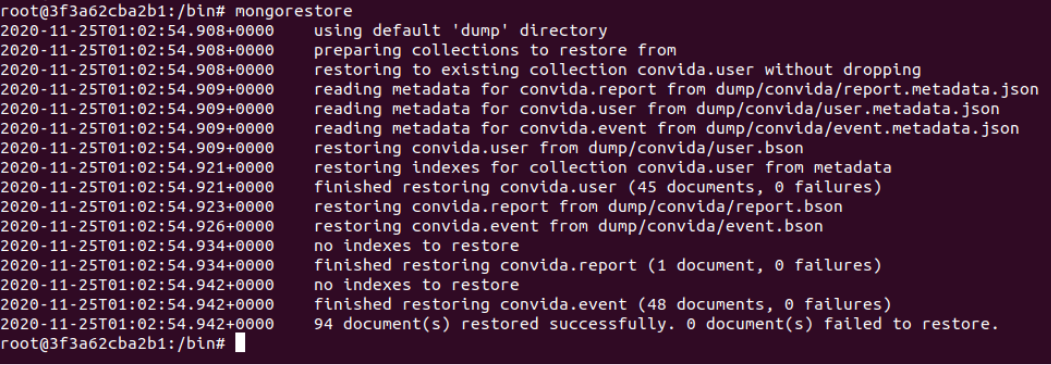 root@3f3a62cba2b1:/bin# mongorestore
2020-11-25T01:02:54.908+0000    using default 'dump' directory
2020-11-25T01:02:54.908+0000    preparing collections to restore from
2020-11-25T01:02:54.908+0000    restoring to existing collection convida.user without dropping
2020-11-25T01:02:54.909+0000    reading metadata for convida.report from dump/convida/report.metadata.json
2020-11-25T01:02:54.909+0000    reading metadata for convida.user from dump/convida/user.metadata.json
2020-11-25T01:02:54.909+0000    reading metadata for convida.event from dump/convida/event.metadata.json
2020-11-25T01:02:54.909+0000    restoring convida.user from dump/convida/user.bson
2020-11-25T01:02:54.921+0000    restoring indexes for collection convida.user from metadata
2020-11-25T01:02:54.921+0000    finished restoring convida.user (45 documents, 0 failures)
2020-11-25T01:02:54.923+0000    restoring convida.report from dump/convida/report.bson
2020-11-25T01:02:54.926+0000    restoring convida.event from dump/convida/event.bson
2020-11-25T01:02:54.934+0000    no indexes to restore
2020-11-25T01:02:54.934+0000    finished restoring convida.report (1 document, 0 failures)
2020-11-25T01:02:54.942+0000    no indexes to restore
2020-11-25T01:02:54.942+0000    finished restoring convida.event (48 documents, 0 failures)
2020-11-25T01:02:54.942+0000    94 document(s) restored successfully. 0 document(s) failed to restore.
root@3f3a62cba2b1:/bin#